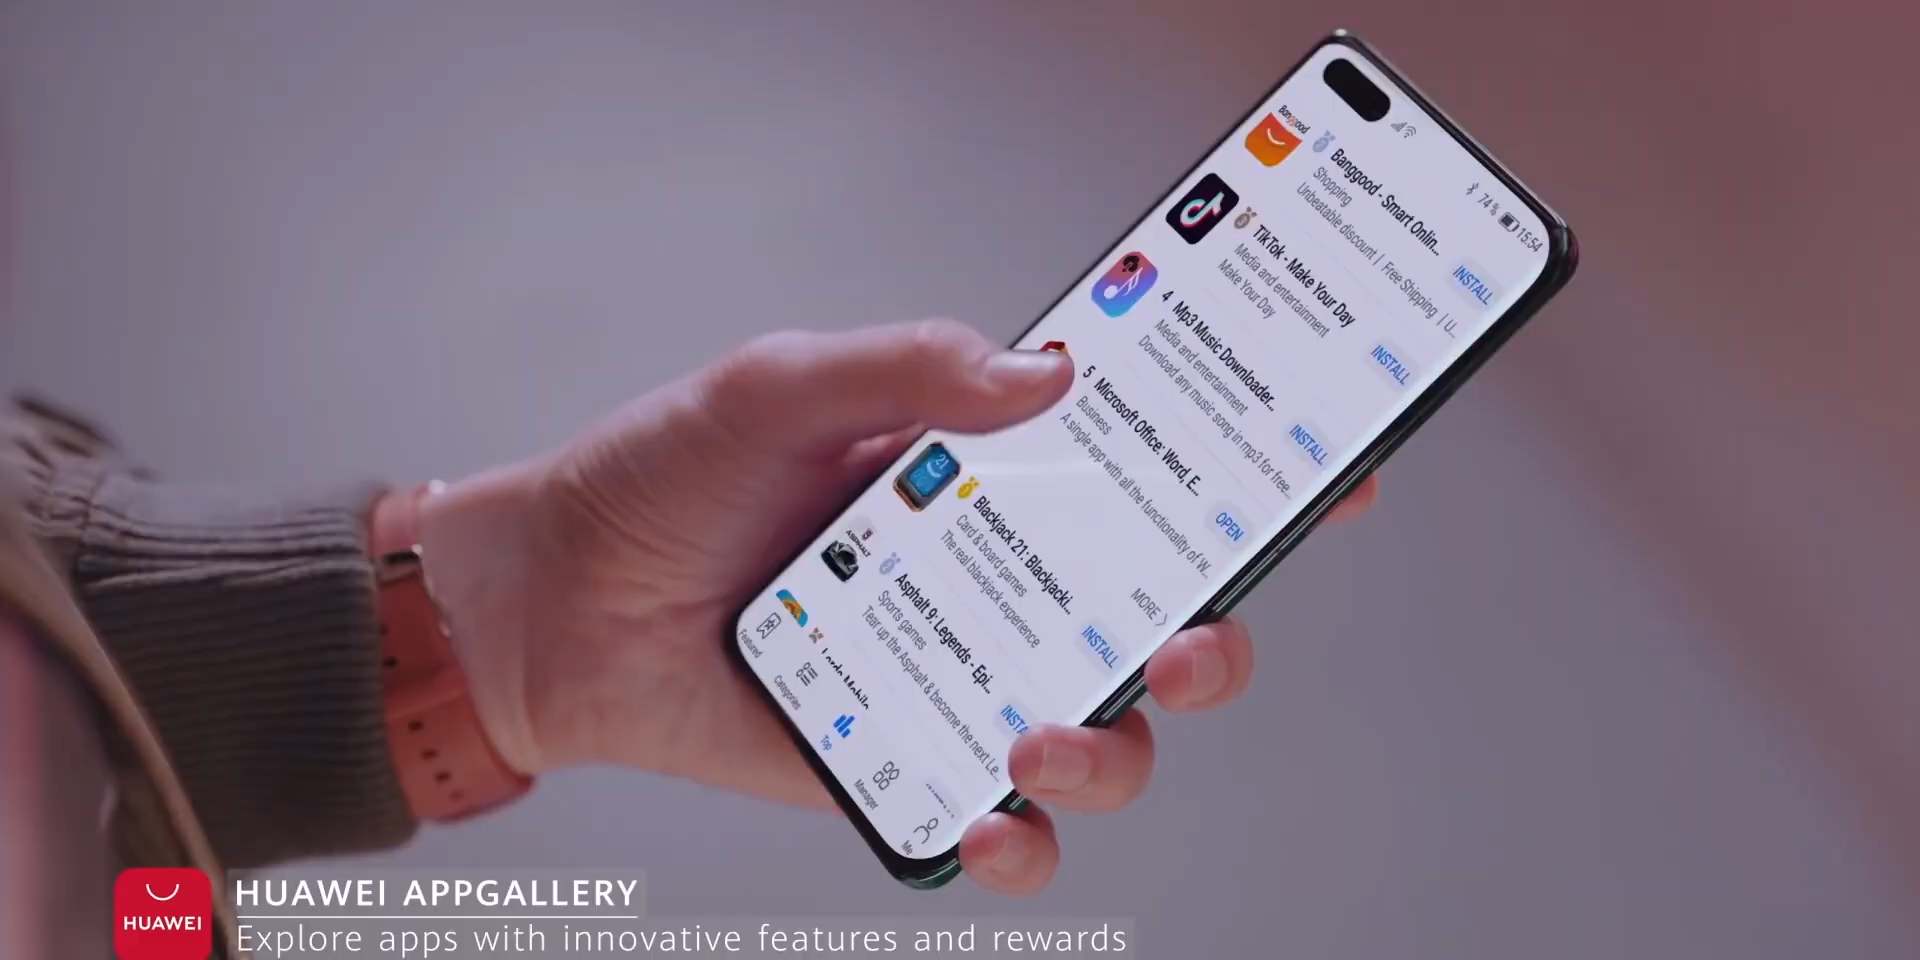 15:54
74%
Banggood
Banggood - Smart Onlin...
Shopping
Unbeatable discount | Free Shipping | U...
INSTALL
TikTok - Make Your Day
Media and entertainment
Make Your Day
INSTALL
4 Mp3 Music Downloader...
Media and entertainment
Download any music song in mp3 for free...
INSTALL
5 Microsoft Office: Word, E...
Business
A single app with all the functionality of W...
OPEN
MORE
21
Blackjack 21: Blackjacki...
Card & board games
The real blackjack experience
INSTALL
ASPHALT
Asphalt 9: Legends - Epi...
Sports games
Tear up the Asphalt & become the next Le...
INSTA
Featured
Categories
Top
Manager
Me
HUAWEI
HUAWEI APPGALLERY
Explore apps with innovative features and rewards